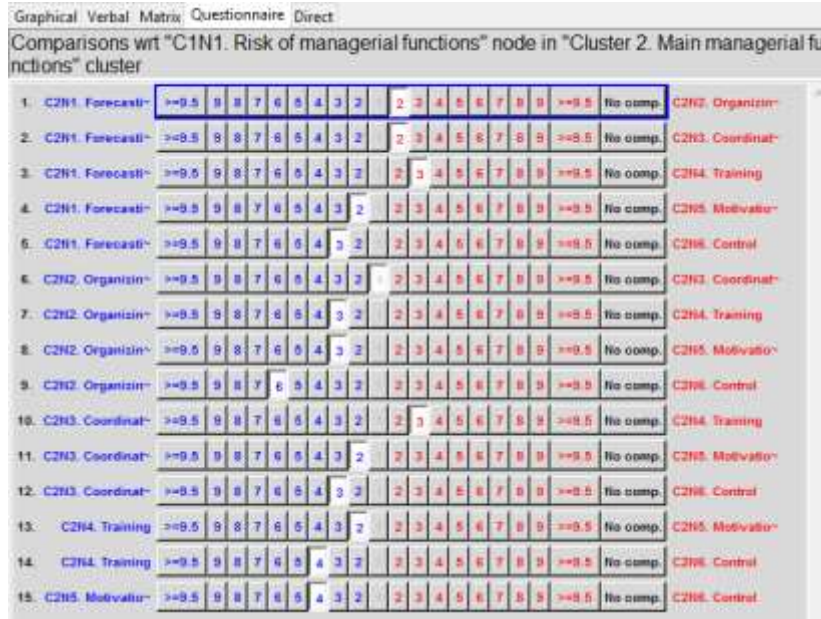 Graphical Verbal Matrix Questionnaire Direct
Comparisons wrt "C1N1. Risk of managerial functions" node in "Cluster 2. Main managerial fu
nctions" cluster
1. C2N1. Forecasti~ >=9.5 9 8 7 6 5 4 3 2 2 3 4 5 6 7 8 9 >=9.5 No comp. C2N2. Organizin~
2. C2N1. Forecasti~ >=9.5 9 8 7 6 5 4 3 2 2 3 4 5 6 7 8 9 >=9.5 No comp. C2N3. Coordinat~
3. C2N1. Forecasti~ >=9.5 9 8 7 6 5 4 3 2 2 3 4 5 6 7 8 9 >=9.5 No comp. C2N4. Training
4. C2N1. Forecasti~ >=9.5 9 8 7 6 5 4 3 2 2 3 4 5 6 7 8 9 >=9.5 No comp. C2N5. Motivatio~
5. C2N1. Forecasti~ >=9.5 9 8 7 6 5 4 3 2 2 3 4 5 6 7 8 9 >=9.5 No comp. C2N6. Control
6. C2N2. Organizin~ >=9.5 9 8 7 6 5 4 3 2 1 2 3 4 5 6 7 8 9 >=9.5 No comp. C2N3. Coordinat~
7. C2N2. Organizin~ >=9.5 9 8 7 6 5 4 3 2 2 3 4 5 6 7 8 9 >=9.5 No comp. C2N4. Training
8. C2N2. Organizin~ >=9.5 9 8 7 6 5 4 3 2 2 3 4 5 6 7 8 9 >=9.5 No comp. C2N5. Motivatio~
9. C2N2. Organizin~ >=9.5 9 8 7 6 5 4 3 2 2 3 4 5 6 7 8 9 >=9.5 No comp. C2N6. Control
10. C2N3. Coordinat~ >=9.5 9 8 7 6 5 4 3 2 2 3 4 5 6 7 8 9 >=9.5 No comp. C2N4. Training
11. C2N3. Coordinat~ >=9.5 9 8 7 6 5 4 3 2 2 3 4 5 6 7 8 9 >=9.5 No comp. C2N5. Motivatio~
12. C2N3. Coordinat~ >=9.5 9 8 7 6 5 4 3 2 2 3 4 5 6 7 8 9 >=9.5 No comp. C2N6. Control
13. C2N4. Training >=9.5 9 8 7 6 5 4 3 2 2 3 4 5 6 7 8 9 >=9.5 No comp. C2N5. Motivatio~
14. C2N4. Training >=9.5 9 8 7 6 5 4 3 2 2 3 4 5 6 7 8 9 >=9.5 No comp. C2N6. Control
15. C2N5. Motivatio~ >=9.5 9 8 7 6 5 4 3 2 2 3 4 5 6 7 8 9 >=9.5 No comp. C2N6. Control